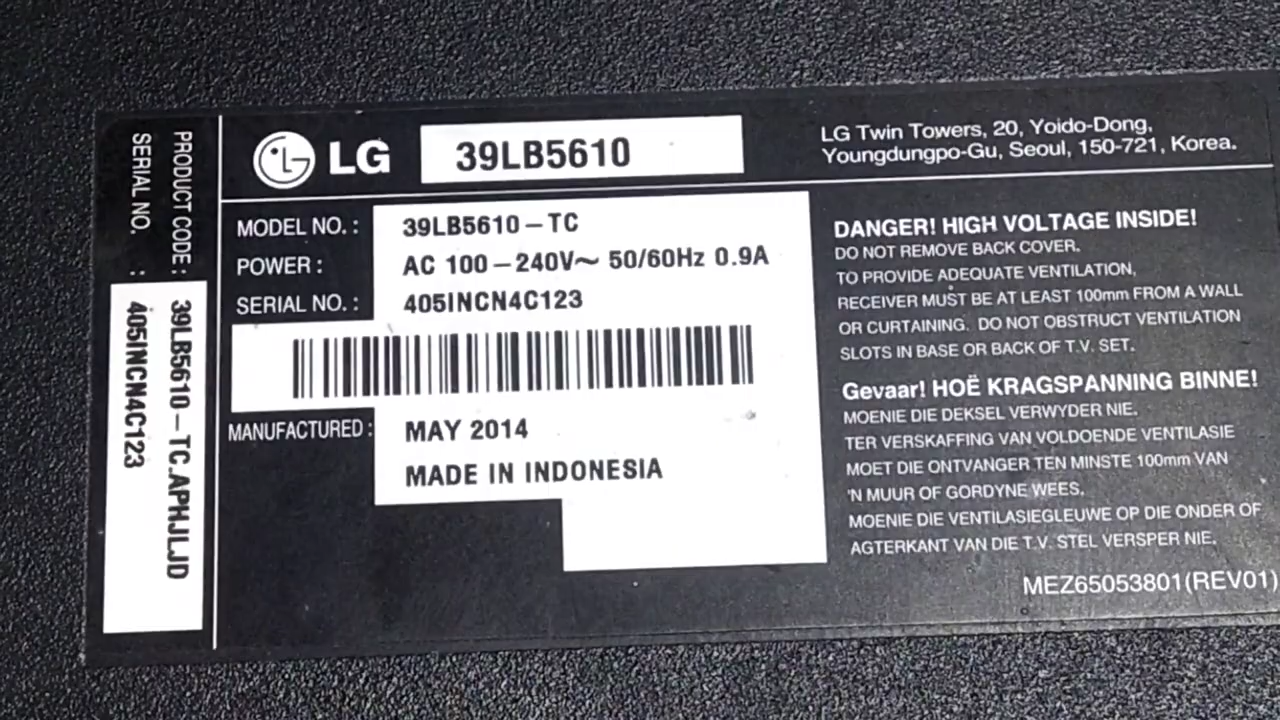 PRODUCT CODE : 39LB5610-TC.APHJLJD
SERIAL NO. : 405INCN4C123
LG 39LB5610
LG Twin Towers, 20, Yoido-Dong,
Youngdungpo-Gu, Seoul, 150-721, Korea.
MODEL NO. : 39LB5610-TC
POWER : AC 100-240V~ 50/60Hz 0.9A
SERIAL NO. : 405INCN4C123
MANUFACTURED : MAY 2014
MADE IN INDONESIA
DANGER! HIGH VOLTAGE INSIDE!
DO NOT REMOVE BACK COVER.
TO PROVIDE ADEQUATE VENTILATION,
RECEIVER MUST BE AT LEAST 100mm FROM A WALL
OR CURTAINING. DO NOT OBSTRUCT VENTILATION
SLOTS IN BASE OR BACK OF T.V. SET.
Gevaar! HOË KRAGSPANNING BINNE!
MOENIE DIE DEKSEL VERWYDER NIE.
TER VERSKAFFING VAN VOLDOENDE VENTILASIE
MOET DIE ONTVANGER TEN MINSTE 100mm VAN
'N MUUR OF GORDYNE WEES.
MOENIE DIE VENTILASIEGLEUWE OP DIE ONDER OF
AGTERKANT VAN DIE T.V. STEL VERSPER NIE.
MEZ65053801(REV01)